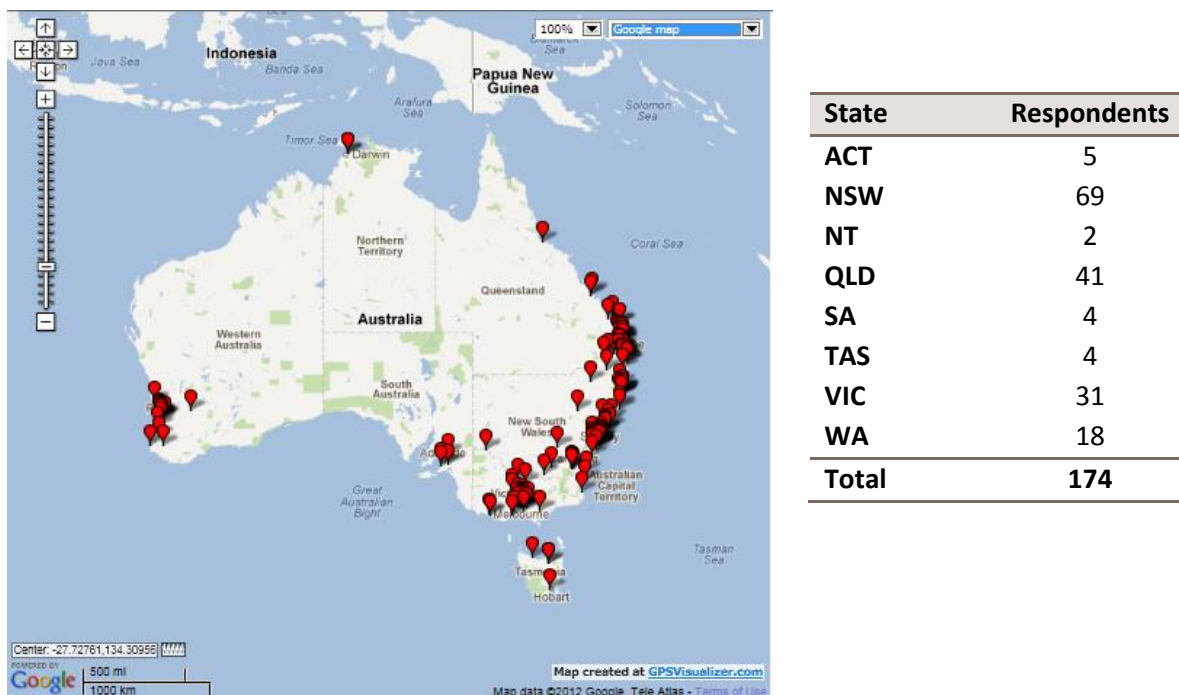 100%
Google map
Indonesia
Java Sea
Banda Sea
Sea
Papua New
Guinea
Arafura
Sea
Solomon
Sea
Timor Sea
Darwin
Northern
Territory
Coral Sea
Queensland
Australia
Western
Australia
South
Australia
New South
Wales
Great
Australian
Bight
Australian
Capital
Territory
Melbourne
Tasman
Sea
Hobart
Center: -27.72761,134.30956
POWERED BY
Google
500 mi
1000 km
Map created at GPSVisualizer.com
Map data ©2012 Google, Tele Atlas - Terms of Use
State Respondents
ACT 5
NSW 69
NT 2
QLD 41
SA 4
TAS 4
VIC 31
WA 18
Total 174